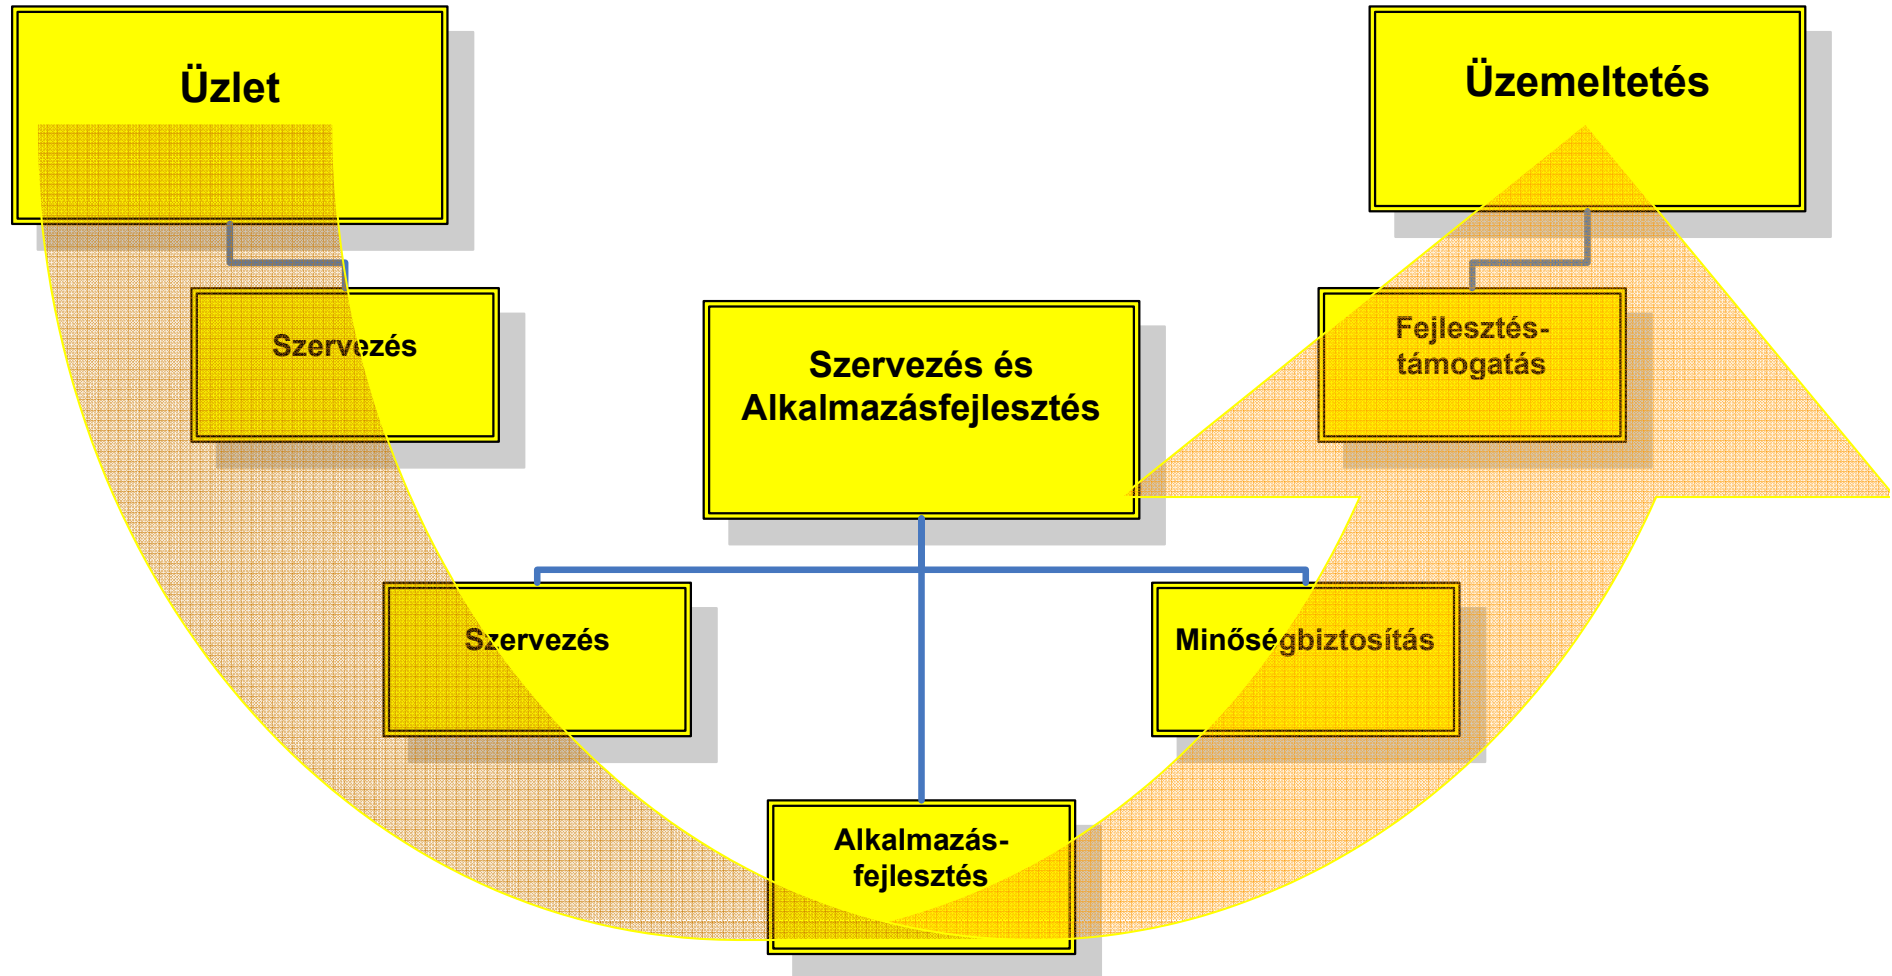 Üzlet
Üzemeltetés
Szervezés
Fejlesztés-
támogatás
Szervezés és
Alkalmazásfejlesztés
Szervezés
Minőségbiztosítás
Alkalmazás-
fejlesztés